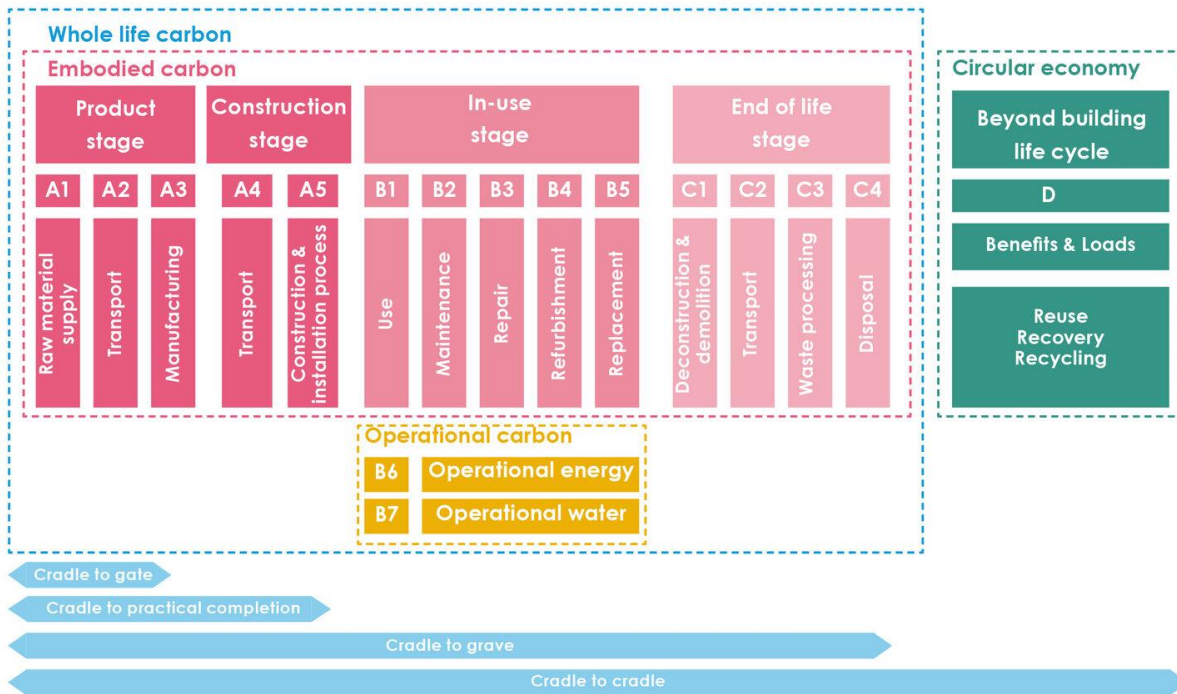 Whole life carbon
Embodied carbon
Circular economy
Product
stage
Construction
stage
In-use
stage
End of life
stage
Beyond building
life cycle
A1
A2
A3
A4
A5
B1
B2
B3
B4
B5
C1
C2
C3
C4
D
Raw material
supply
Transport
Manufacturing
Transport
Construction &
installation process
Use
Maintenance
Repair
Refurbishment
Replacement
Deconstruction &
demolition
Transport
Waste processing
Disposal
Benefits & Loads
Reuse
Recovery
Recycling
Operational carbon
B6
Operational energy
B7
Operational water
Cradle to gate
Cradle to practical completion
Cradle to grave
Cradle to cradle